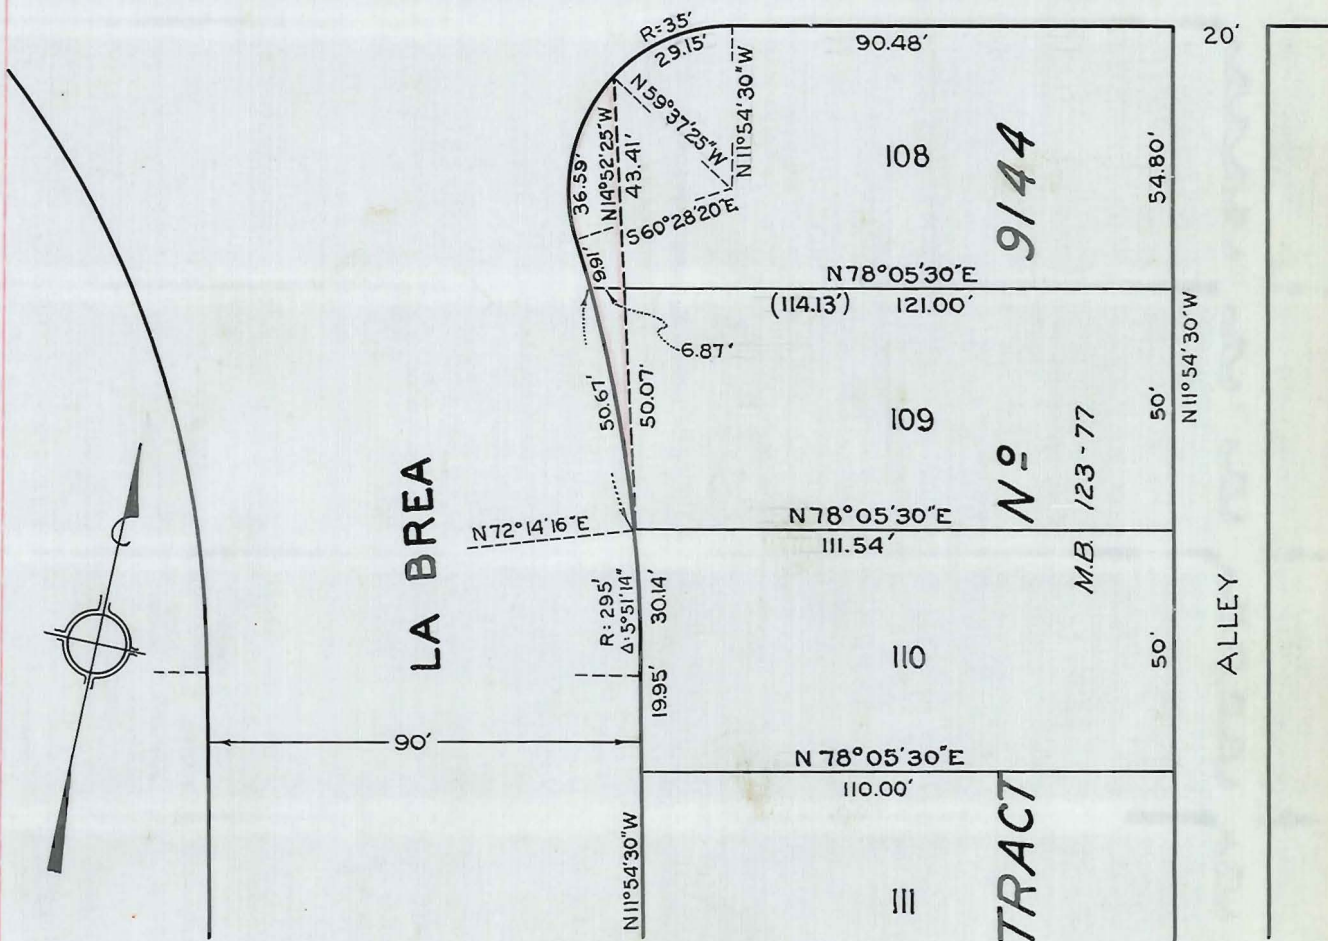 R=35'
29.15'
90.48'
20'
N59°37'25"W
N11°54'30"W
108
9144
54.80'
36.59'
N14°52'25"W
43.41'
S60°28'20"E
9.91'
N78°05'30"E
(114.13') 121.00'
6.87'
N11°54'30"W
50.67'
50.07'
109
50'
Nº
M.B. 123-77
N78°05'30"E
111.54'
N72°14'16"E
LA BREA
R=295'
Δ=5°51'14"
30.14'
110
50'
ALLEY
19.95'
90'
N78°05'30"E
110.00'
N11°54'30"W
111
TRACT